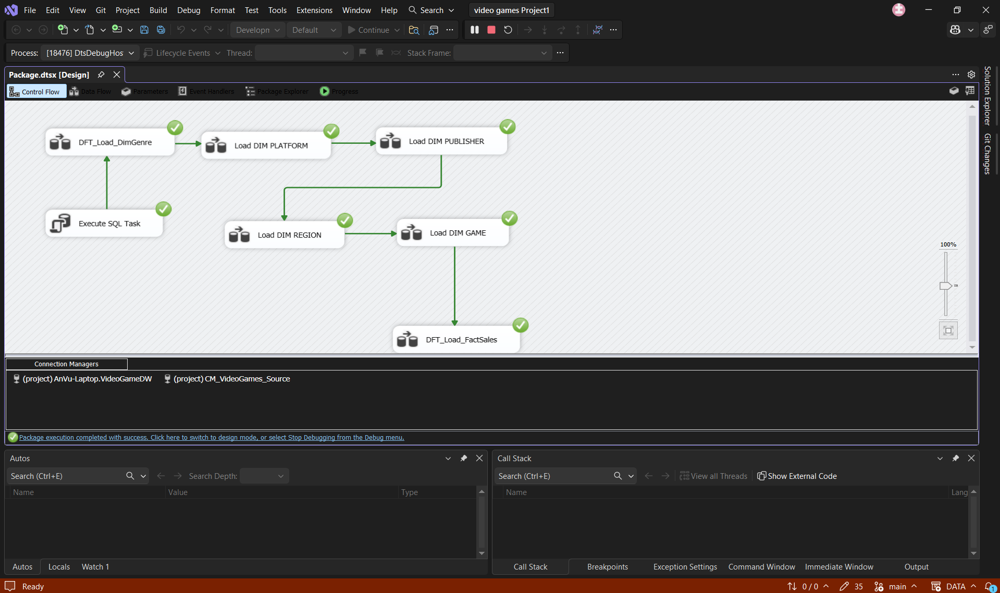 File Edit View Git Project Build Debug Format Test Tools Extensions Window Help Search video games Project1
Developm Default Continue
Process: [18476] DtsDebugHos Lifecycle Events Thread: Stack Frame:
Package.dtsx [Design]
Control Flow Data Flow Parameters Event Handlers Package Explorer Progress
Solution Explorer
Git Changes
DFT_Load_DimGenre
Load DIM PLATFORM
Load DIM PUBLISHER
Execute SQL Task
Load DIM REGION
Load DIM GAME
100%
DFT_Load_FactSales
Connection Managers
(project) AnVu-Laptop.VideoGameDW (project) CM_VideoGames_Source
Package execution completed with success. Click here to switch to design mode, or select Stop Debugging from the Debug menu.
Autos
Search (Ctrl+E) Search Depth:
Name Value Type
Autos Locals Watch 1
Call Stack
Search (Ctrl+E) View all Threads Show External Code
Name Lang
Call Stack Breakpoints Exception Settings Command Window Immediate Window Output
Ready 0 / 0 35 main DATA 1